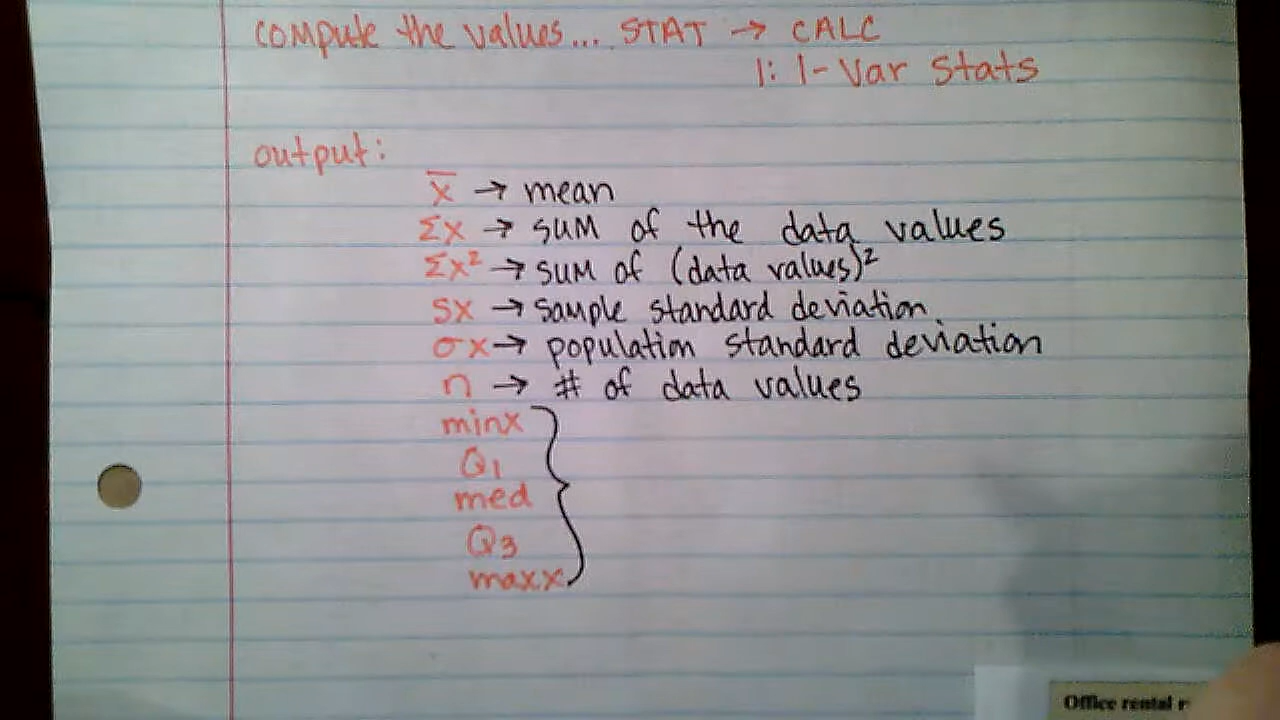 compute the values... STAT → CALC
1: 1-Var Stats
output:
x̄ → mean
Σx → sum of the data values
Σx² → sum of (data values)²
Sx → sample standard deviation
σx → population standard deviation
n → # of data values
minx
Q1
med
Q3
maxx
Office rental